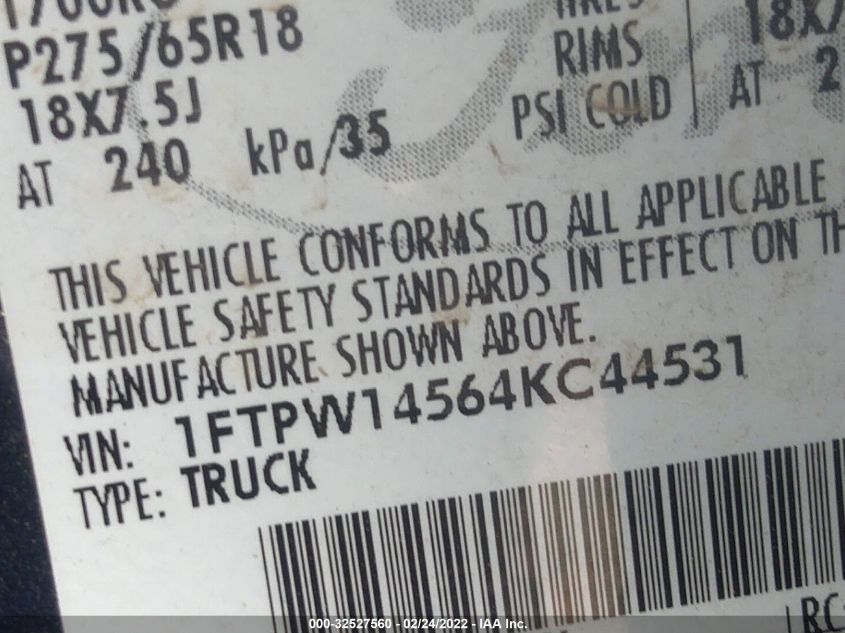 P275/65R18
18X7.5J
AT 240 kPa/35
RIMS
PSI COLD
AT 2
THIS VEHICLE CONFORMS TO ALL APPLICABLE
VEHICLE SAFETY STANDARDS IN EFFECT ON TH
MANUFACTURE SHOWN ABOVE.
VIN: 1FTPW14564KC44531
TYPE: TRUCK
000-32527560 - 02/24/2022 - IAA Inc.